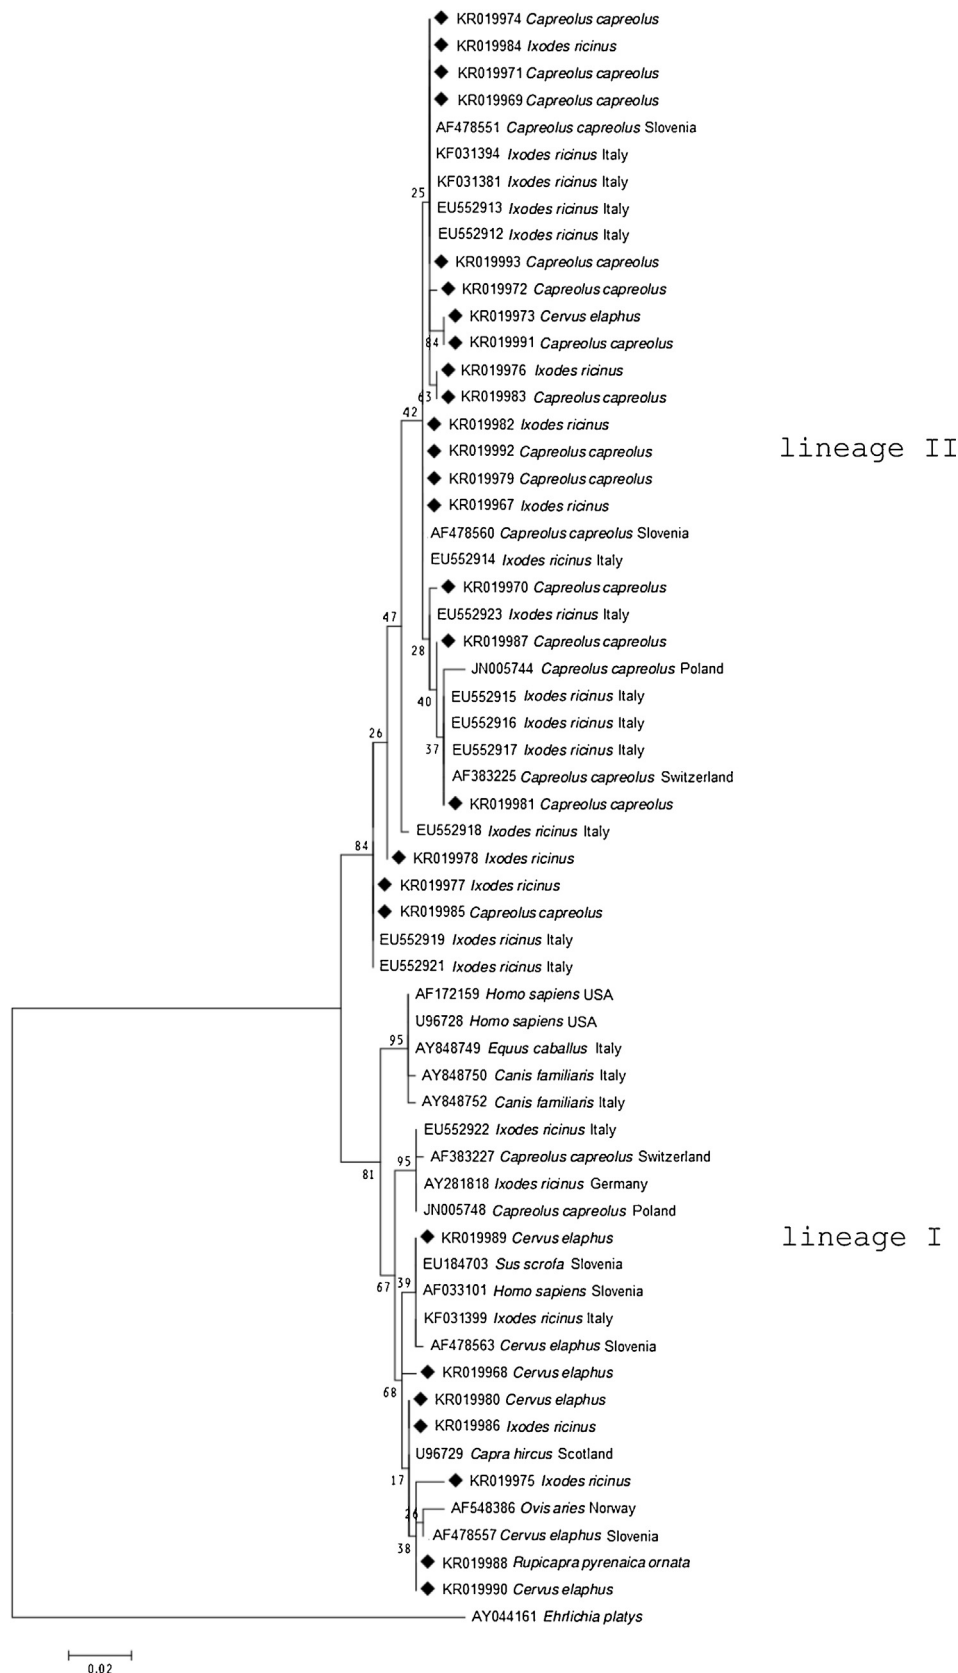 KR019974 Capreolus capreolus
KR019984 Ixodes ricinus
KR019971 Capreolus capreolus
KR019969 Capreolus capreolus
AF478551 Capreolus capreolus Slovenia
KF031394 Ixodes ricinus Italy
KF031381 Ixodes ricinus Italy
25
EU552913 Ixodes ricinus Italy
EU552912 Ixodes ricinus Italy
KR019993 Capreolus capreolus
KR019972 Capreolus capreolus
KR019973 Cervus elaphus
84
KR019991 Capreolus capreolus
KR019976 Ixodes ricinus
63
KR019983 Capreolus capreolus
42
KR019982 Ixodes ricinus
lineage II
KR019992 Capreolus capreolus
KR019979 Capreolus capreolus
KR019967 Ixodes ricinus
AF478560 Capreolus capreolus Slovenia
EU552914 Ixodes ricinus Italy
KR019970 Capreolus capreolus
47
EU552923 Ixodes ricinus Italy
KR019987 Capreolus capreolus
28
JN005744 Capreolus capreolus Poland
EU552915 Ixodes ricinus Italy
40
EU552916 Ixodes ricinus Italy
26
37
EU552917 Ixodes ricinus Italy
AF383225 Capreolus capreolus Switzerland
KR019981 Capreolus capreolus
EU552918 Ixodes ricinus Italy
84
KR019978 Ixodes ricinus
KR019977 Ixodes ricinus
KR019985 Capreolus capreolus
EU552919 Ixodes ricinus Italy
EU552921 Ixodes ricinus Italy
AF172159 Homo sapiens USA
U96728 Homo sapiens USA
95
AY848749 Equus caballus Italy
AY848750 Canis familiaris Italy
AY848752 Canis familiaris Italy
EU552922 Ixodes ricinus Italy
AF383227 Capreolus capreolus Switzerland
95
81
AY281818 Ixodes ricinus Germany
JN005748 Capreolus capreolus Poland
KR019989 Cervus elaphus
lineage I
EU184703 Sus scrofa Slovenia
67
39
AF033101 Homo sapiens Slovenia
KF031399 Ixodes ricinus Italy
AF478563 Cervus elaphus Slovenia
KR019968 Cervus elaphus
68
KR019980 Cervus elaphus
KR019986 Ixodes ricinus
U96729 Capra hircus Scotland
17
KR019975 Ixodes ricinus
AF548386 Ovis aries Norway
26
AF478557 Cervus elaphus Slovenia
38
KR019988 Rupicapra pyrenaica ornata
KR019990 Cervus elaphus
AY044161 Ehrlichia platys
0.02